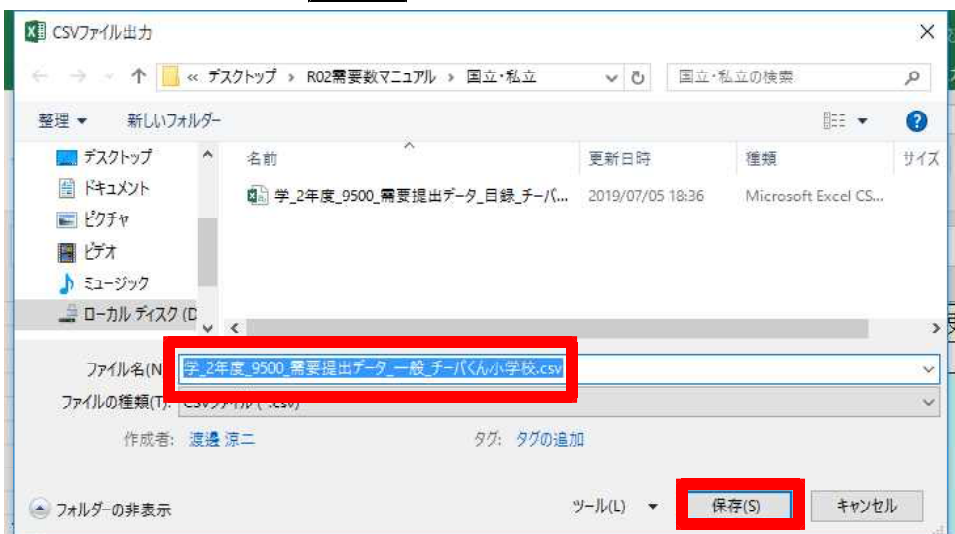 CSVファイル出力
« デスクトップ › R02需要数マニュアル › 国立・私立
国立・私立の検索
整理 新しいフォルダー
名前 更新日時 種類 サイズ
デスクトップ
ドキュメント
学_2年度_9500_需要提出データ_目録_チーバ... 2019/07/05 18:36 Microsoft Excel CS...
ピクチャ
ビデオ
ミュージック
ローカル ディスク (D
ファイル名(N 学_2年度_9500_需要提出データ_一般_チーバくん小学校.csv
ファイルの種類(T):
作成者: 渡邊 涼二 タグ: タグの追加
フォルダーの非表示 ツール(L) 保存(S) キャンセル